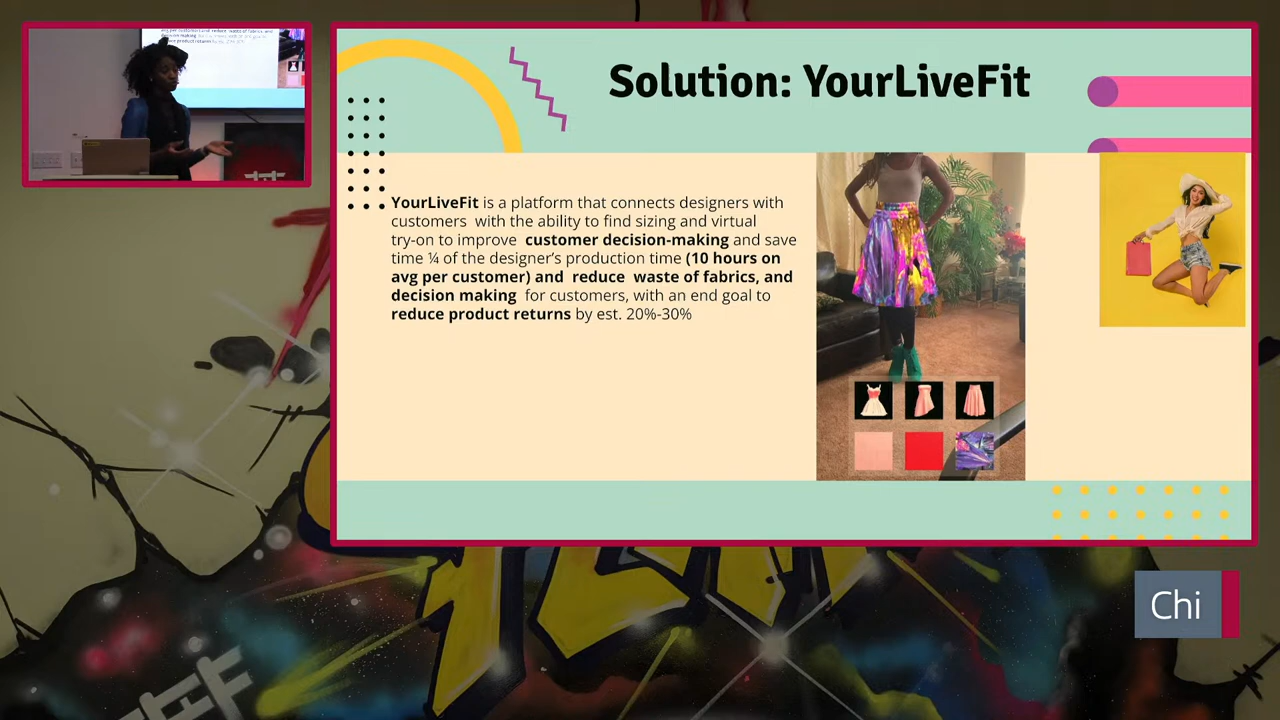 Solution: YourLiveFit
YourLiveFit is a platform that connects designers with
customers with the ability to find sizing and virtual
try-on to improve customer decision-making and save
time ¼ of the designer's production time (10 hours on
avg per customer) and reduce waste of fabrics, and
decision making for customers, with an end goal to
reduce product returns by est. 20%-30%
Chi